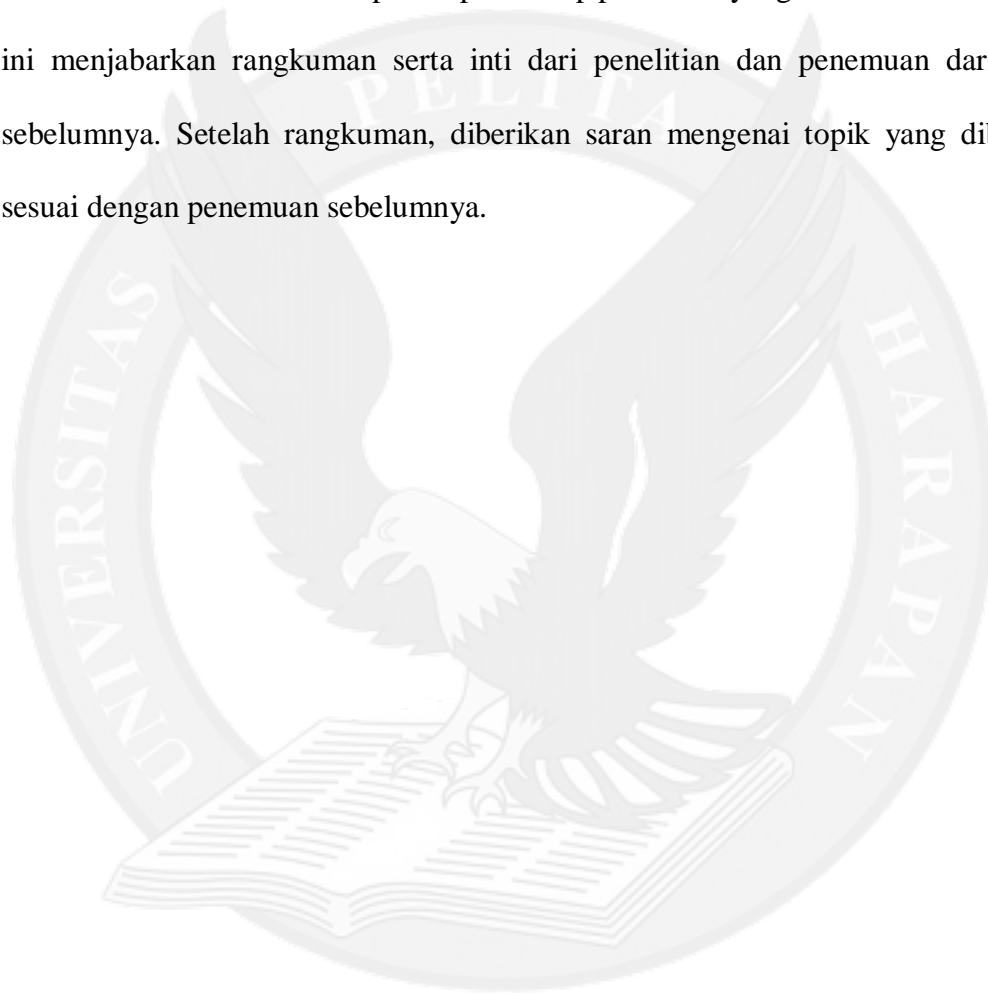 ini menjabarkan rangkuman serta inti dari penelitian dan penemuan dar
sebelumnya. Setelah rangkuman, diberikan saran mengenai topik yang dib
sesuai dengan penemuan sebelumnya.
UNIVERSITAS PELITA HARAPAN